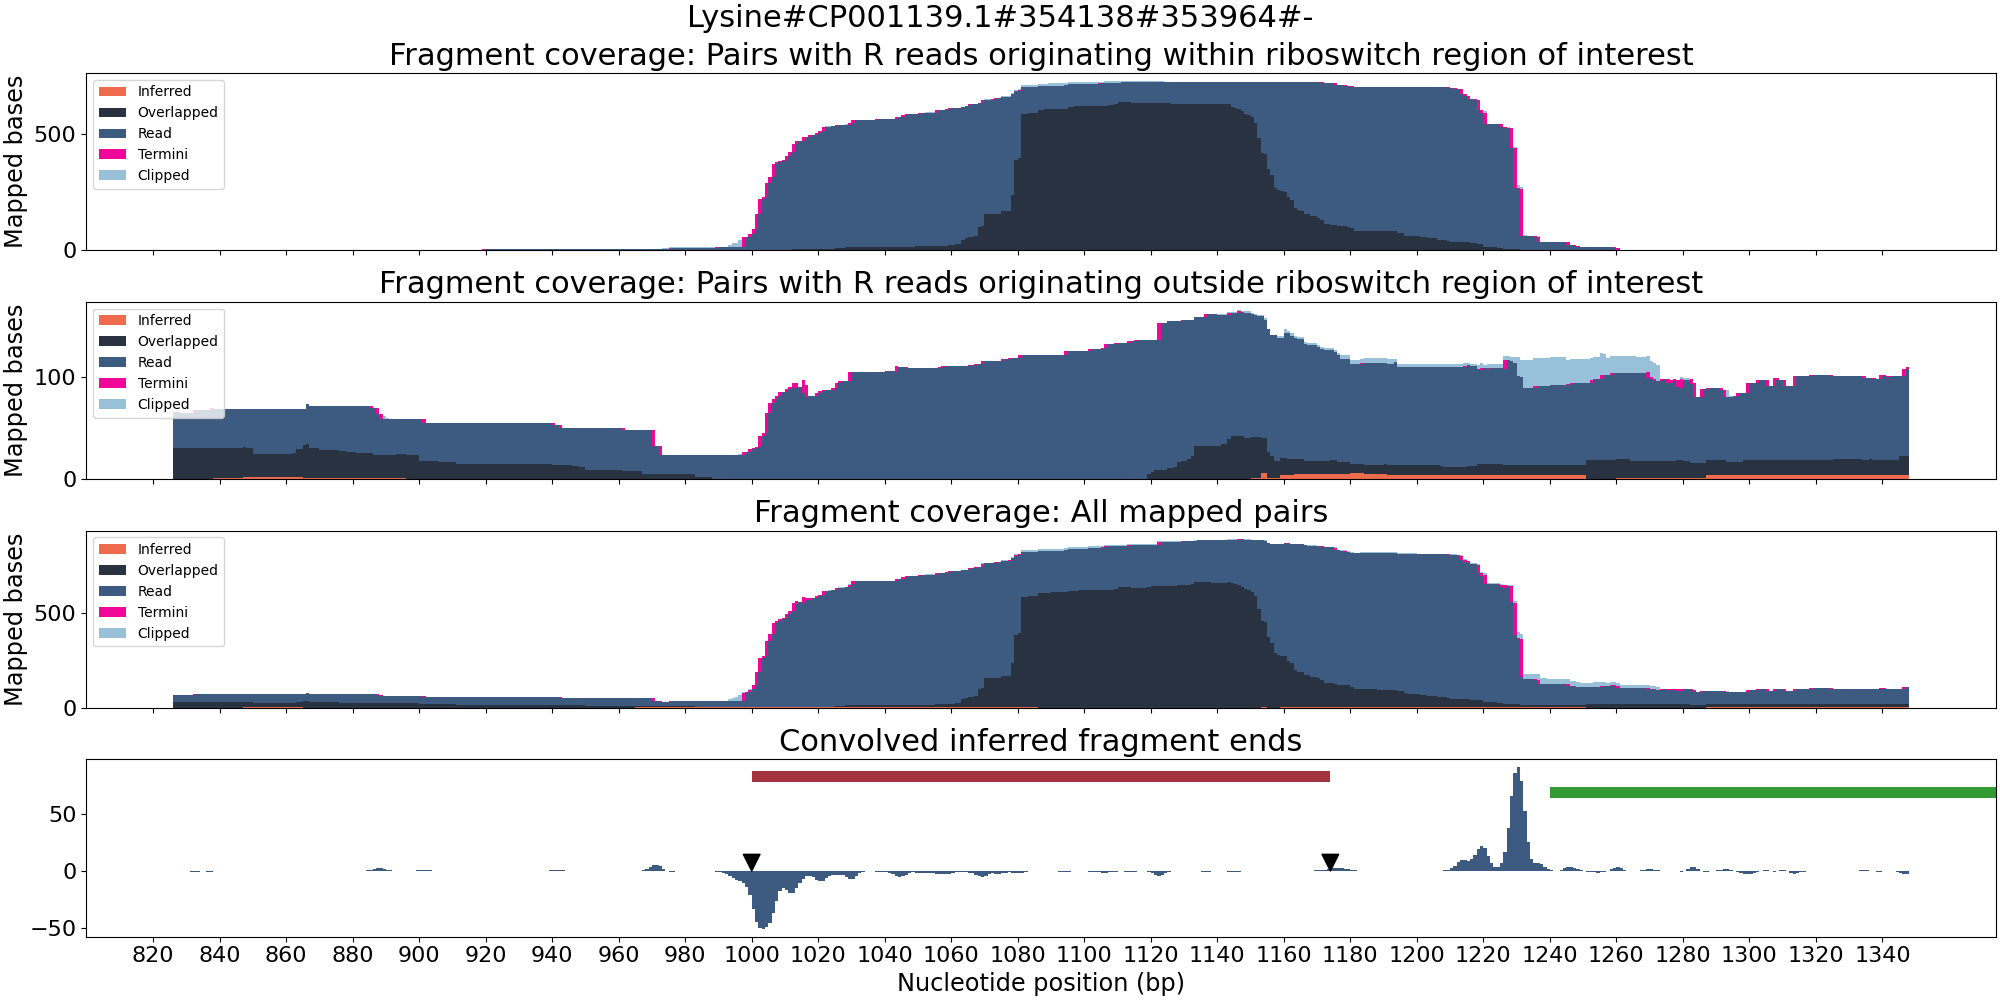 Lysine#CP001139.1#354138#353964#-
Fragment coverage: Pairs with R reads originating within riboswitch region of interest
Mapped bases
500
0
Inferred
Overlapped
Read
Termini
Clipped
Fragment coverage: Pairs with R reads originating outside riboswitch region of interest
Mapped bases
100
0
Inferred
Overlapped
Read
Termini
Clipped
Fragment coverage: All mapped pairs
Mapped bases
500
0
Inferred
Overlapped
Read
Termini
Clipped
Convolved inferred fragment ends
50
0
−50
820 840 860 880 900 920 940 960 980 1000 1020 1040 1060 1080 1100 1120 1140 1160 1180 1200 1220 1240 1260 1280 1300 1320 1340
Nucleotide position (bp)